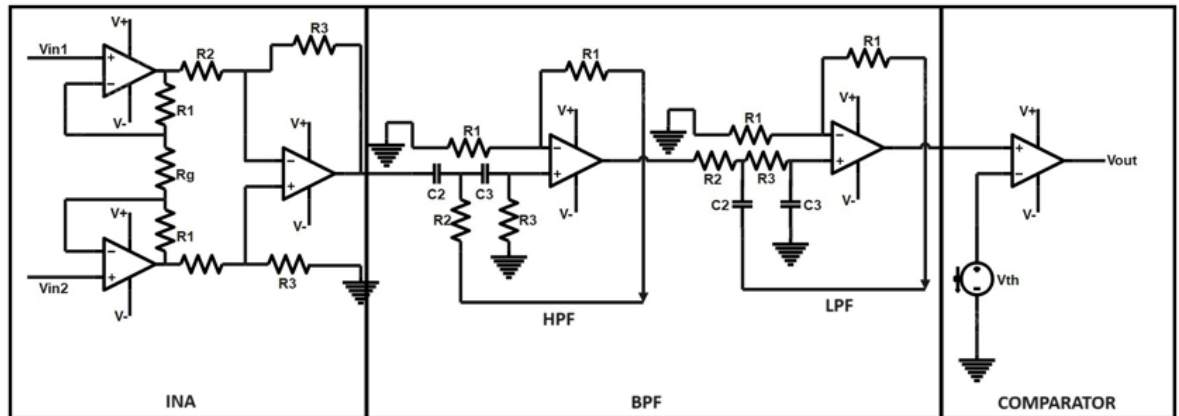 V+
Vin1
V-
R1
Rg
V+
R1
Vin2
V-
R2
R3
V+
V-
R3
INA
R1
R1
V+
C2
C3
R2
R3
V-
HPF
R1
R1
V+
R2
R3
C2
C3
V-
LPF
BPF
V+
Vout
V-
Vth
COMPARATOR